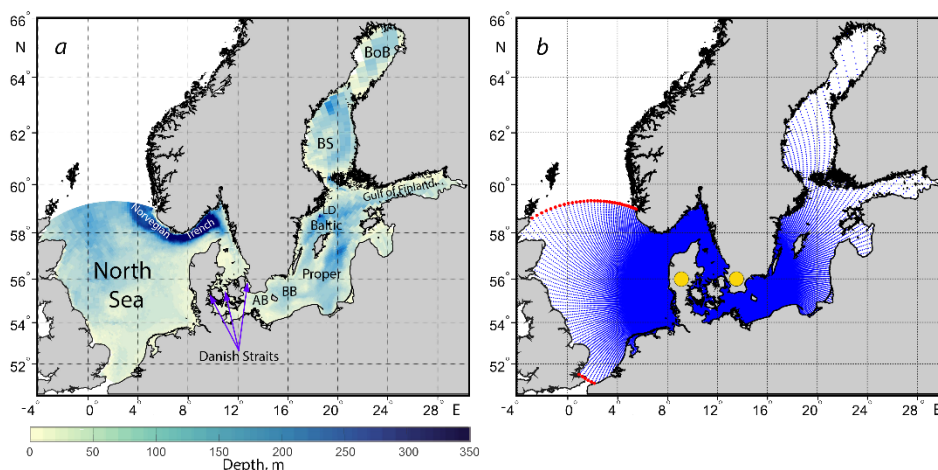 a
N
66°
64°
62°
60°
58°
56°
54°
52°
-4°
0°
4°
8°
12°
16°
20°
24°
28°
E
BoB
BS
Gulf of Finland
LD
Baltic
Proper
Norwegian Trench
North
Sea
AB
BB
Danish Straits
0 50 100 150 200 250 300 350
Depth, m
b
N
66°
64°
62°
60°
58°
56°
54°
52°
-4°
0°
4°
8°
12°
16°
20°
24°
28°
E